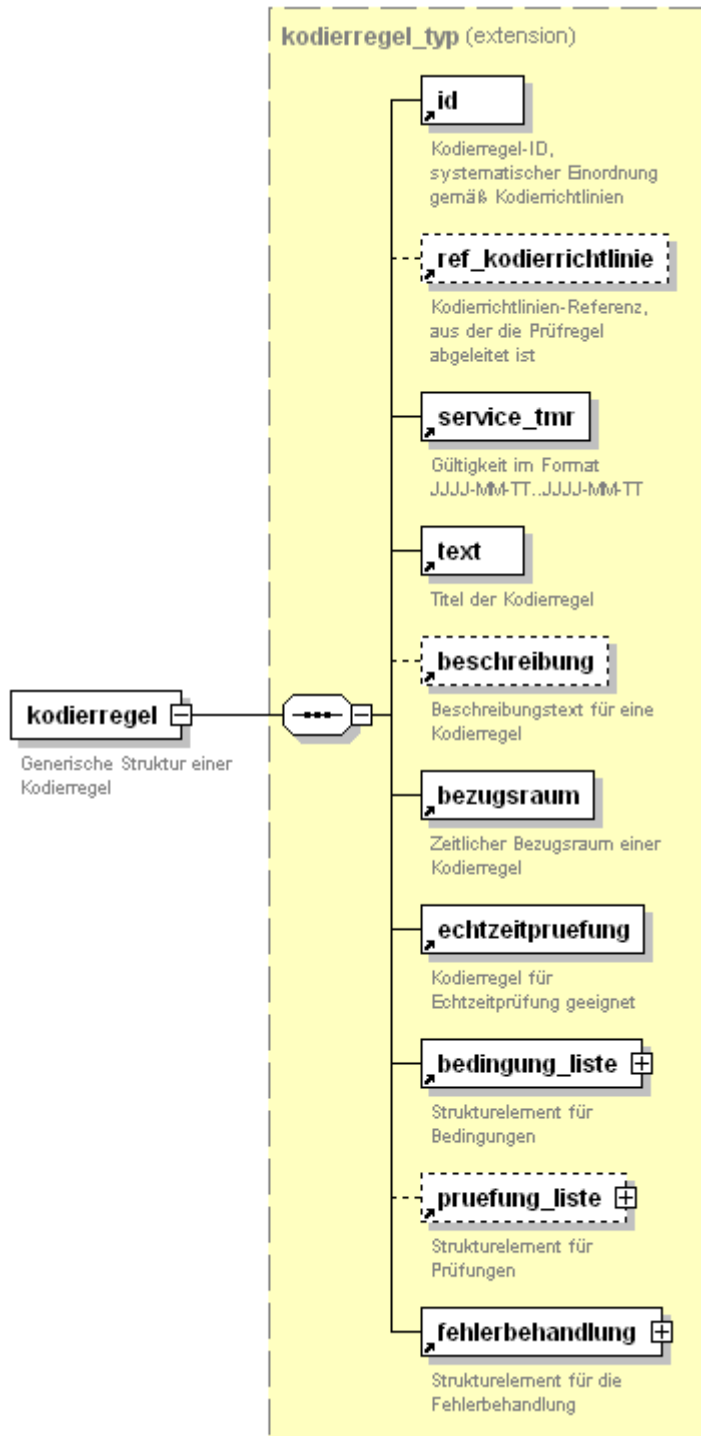 kodierregel_typ (extension)
id
Kodierregel-ID,
systematischer Einordnung
gemäß Kodierrichtlinien
ref_kodierrichtlinie
Kodierrichtlinien-Referenz,
aus der die Prüfregel
abgeleitet ist
service_tmr
Gültigkeit im Format
JJJJ-MM-TT..JJJJ-MM-TT
text
Titel der Kodierregel
beschreibung
Beschreibungstext für eine
Kodierregel
kodierregel
Generische Struktur einer
Kodierregel
bezugsraum
Zeitlicher Bezugsraum einer
Kodierregel
echtzeitpruefung
Kodierregel für
Echtzeitprüfung geeignet
bedingung_liste
Strukturelement für
Bedingungen
pruefung_liste
Strukturelement für
Prüfungen
fehlerbehandlung
Strukturelement für die
Fehlerbehandlung